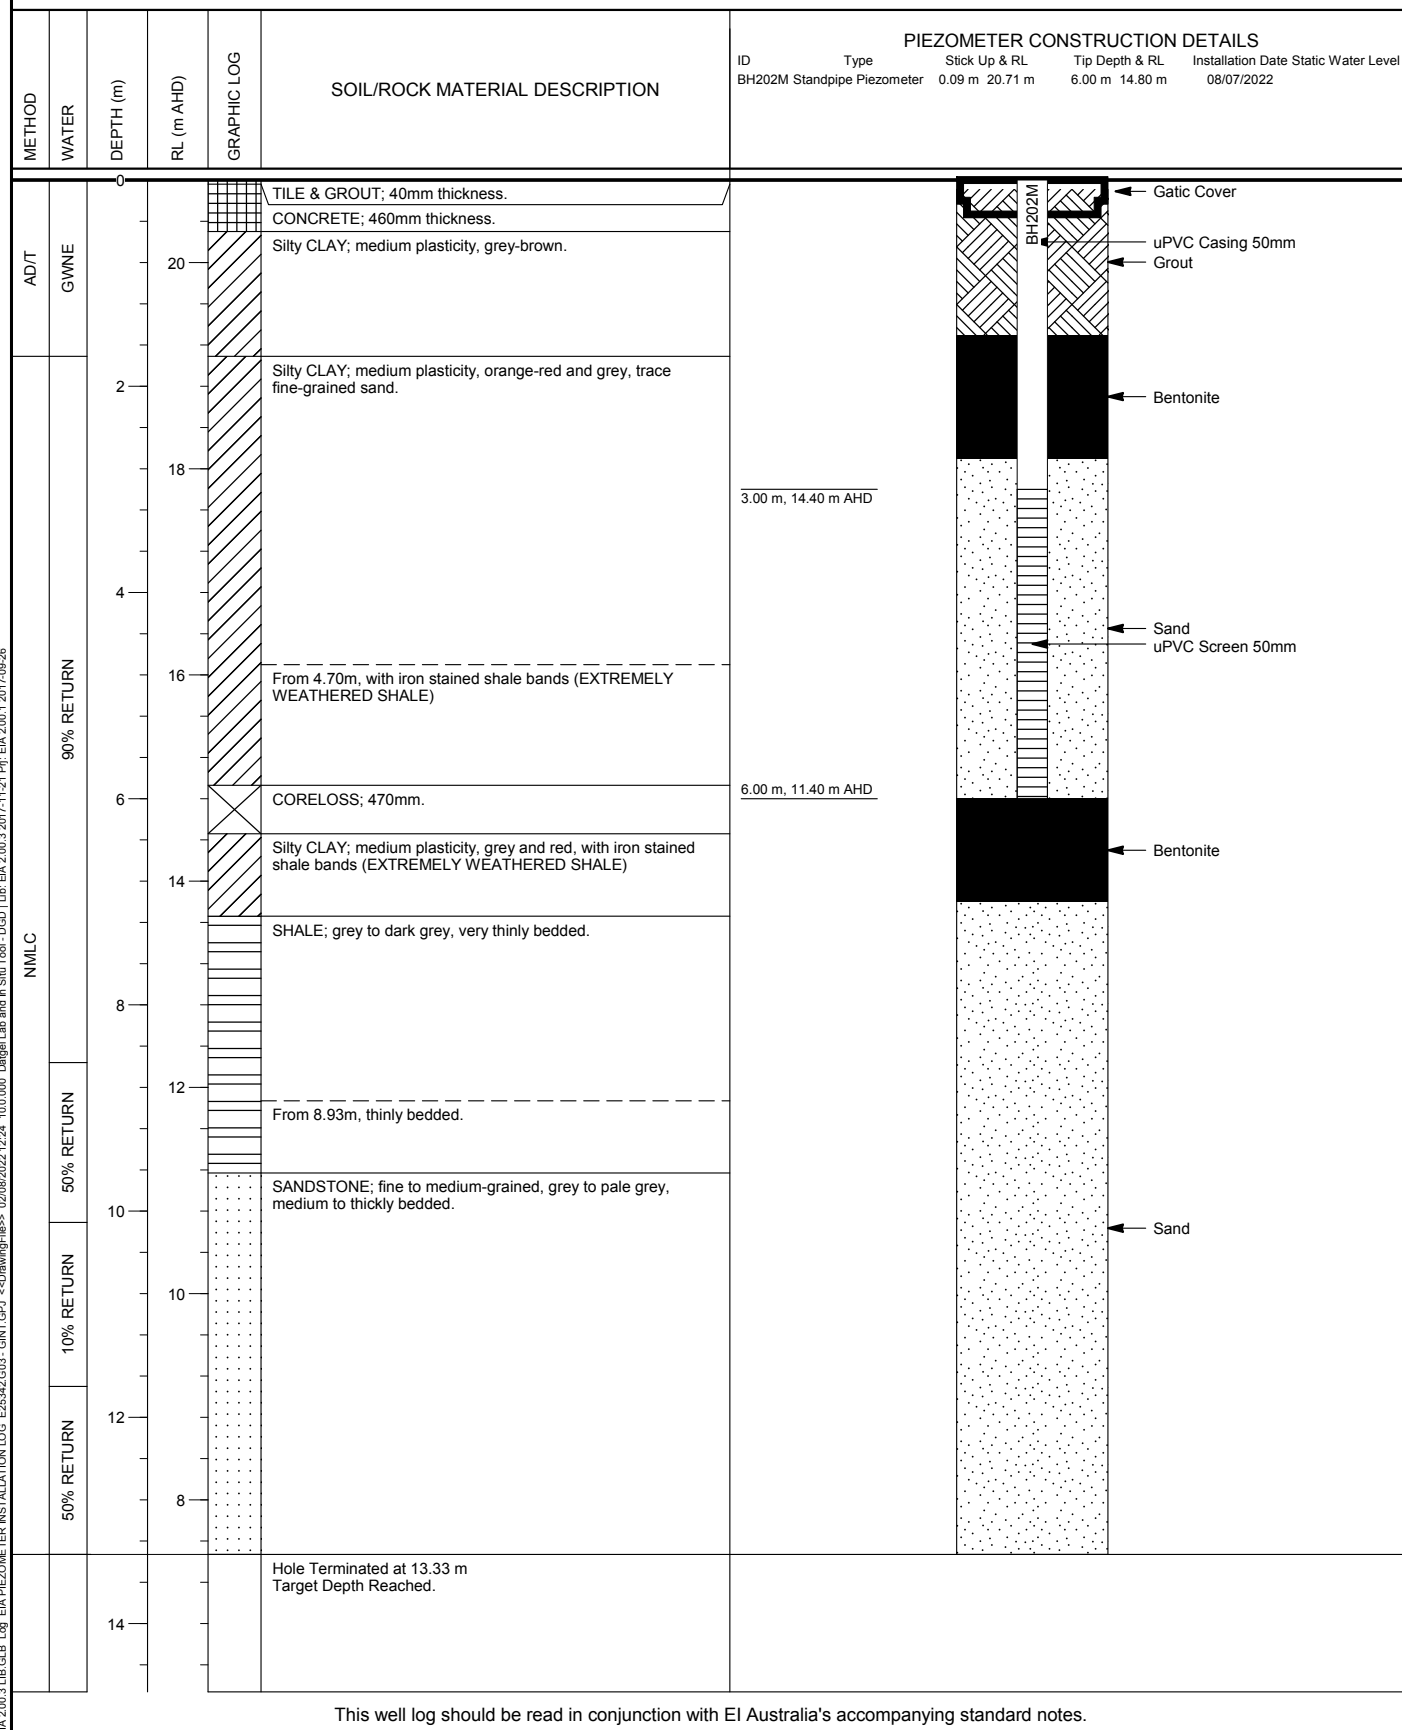 PIEZOMETER CONSTRUCTION DETAILS
ID Type Stick Up & RL Tip Depth & RL Installation Date Static Water Level
BH202M Standpipe Piezometer 0.09 m 20.71 m 6.00 m 14.80 m 08/07/2022
METHOD
WATER
DEPTH (m)
RL (m AHD)
GRAPHIC LOG
SOIL/ROCK MATERIAL DESCRIPTION
0
TILE & GROUT; 40mm thickness.
CONCRETE; 460mm thickness.
Silty CLAY; medium plasticity, grey-brown.
AD/T
GWNE
20
BH202M
Gatic Cover
uPVC Casing 50mm
Grout
Silty CLAY; medium plasticity, orange-red and grey, trace
fine-grained sand.
2
Bentonite
18
3.00 m, 14.40 m AHD
4
Sand
uPVC Screen 50mm
From 4.70m, with iron stained shale bands (EXTREMELY
WEATHERED SHALE)
16
90% RETURN
6.00 m, 11.40 m AHD
CORELOSS; 470mm.
6
Silty CLAY; medium plasticity, grey and red, with iron stained
shale bands (EXTREMELY WEATHERED SHALE)
Bentonite
14
SHALE; grey to dark grey, very thinly bedded.
NMLC
8
12
From 8.93m, thinly bedded.
50% RETURN
SANDSTONE; fine to medium-grained, grey to pale grey,
medium to thickly bedded.
10
Sand
10% RETURN
10
12
50% RETURN
8
Hole Terminated at 13.33 m
Target Depth Reached.
14
This well log should be read in conjunction with EI Australia's accompanying standard notes.